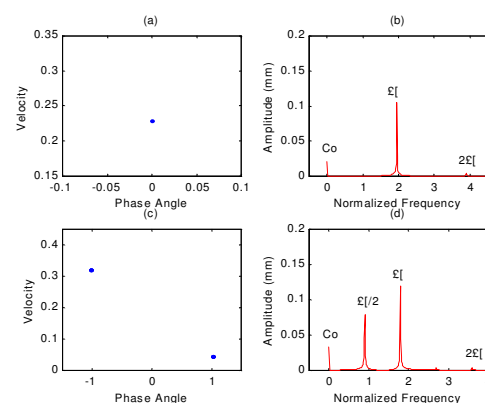 (a)
0.35
0.3
0.25
0.2
0.15
-0.1 -0.05 0 0.05 0.1
Velocity
Phase Angle
(b)
0.2
0.15
0.1
0.05
0
0 1 2 3 4
Amplitude (mm)
Normalized Frequency
Co
£[
2£[
(c)
0.4
0.3
0.2
0.1
0
-1 0 1
Velocity
Phase Angle
(d)
0.2
0.15
0.1
0.05
0
0 1 2 3
Amplitude (mm)
Normalized Frequency
Co
£[/2
£[
2£[